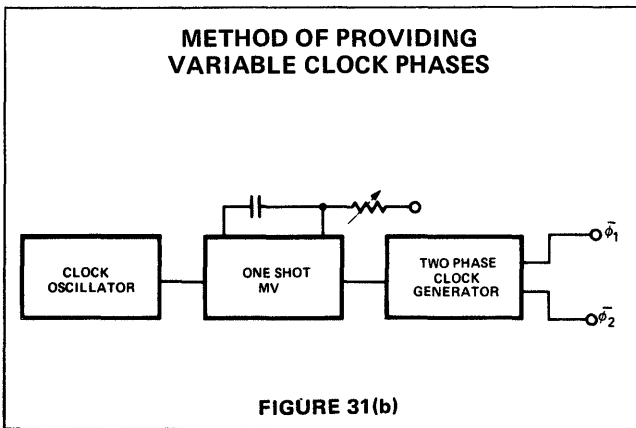 METHOD OF PROVIDING
VARIABLE CLOCK PHASES
CLOCK
OSCILLATOR
ONE SHOT
MV
TWO PHASE
CLOCK
GENERATOR
ϕ̄1
ϕ̄2
FIGURE 31(b)